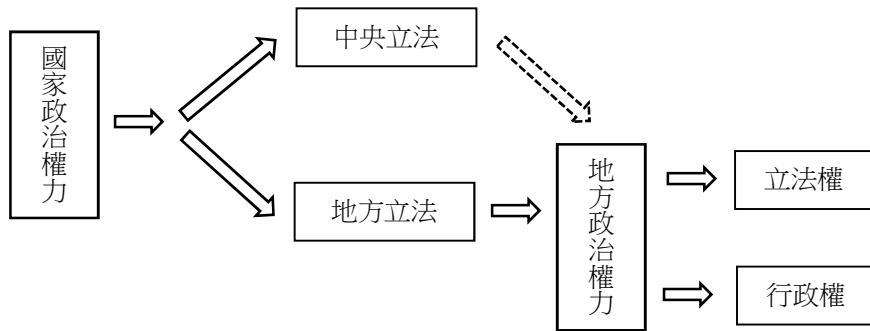 國家政治權力
中央立法
地方立法
地方政治權力
立法權
行政權